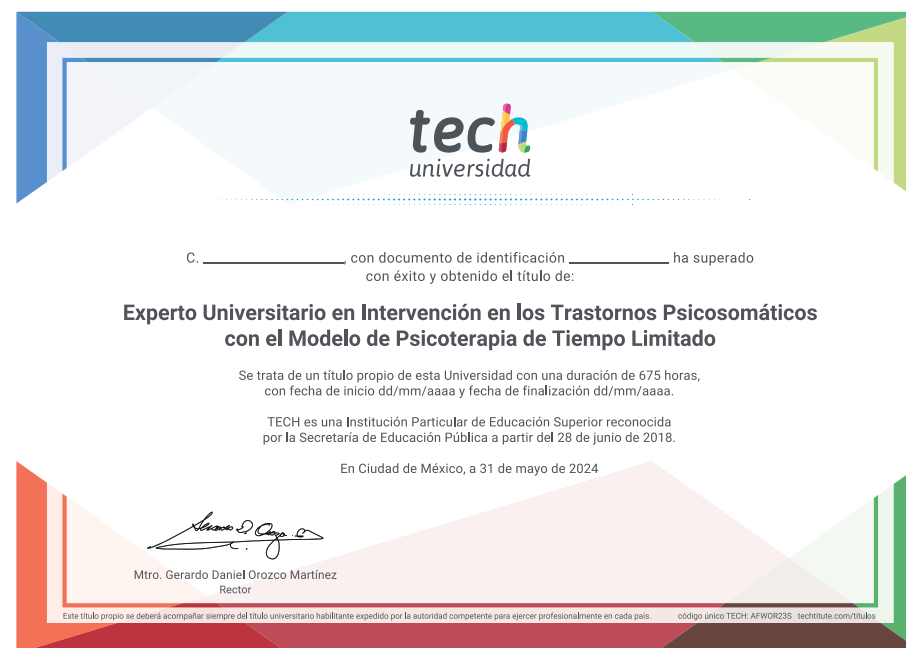 tech
universidad
C. ____________________, con documento de identificación ______________ ha superado
con éxito y obtenido el título de:
Experto Universitario en Intervención en los Trastornos Psicosomáticos
con el Modelo de Psicoterapia de Tiempo Limitado
Se trata de un título propio de esta Universidad con una duración de 675 horas,
con fecha de inicio dd/mm/aaaa y fecha de finalización dd/mm/aaaa.
TECH es una Institución Particular de Educación Superior reconocida
por la Secretaría de Educación Pública a partir del 28 de junio de 2018.
En Ciudad de México, a 31 de mayo de 2024
Mtro. Gerardo Daniel Orozco Martínez
Rector
Este título propio se deberá acompañar siempre del título universitario habilitante expedido por la autoridad competente para ejercer profesionalmente en cada país. código único TECH: AFWOR23S techtitute.com/titulos